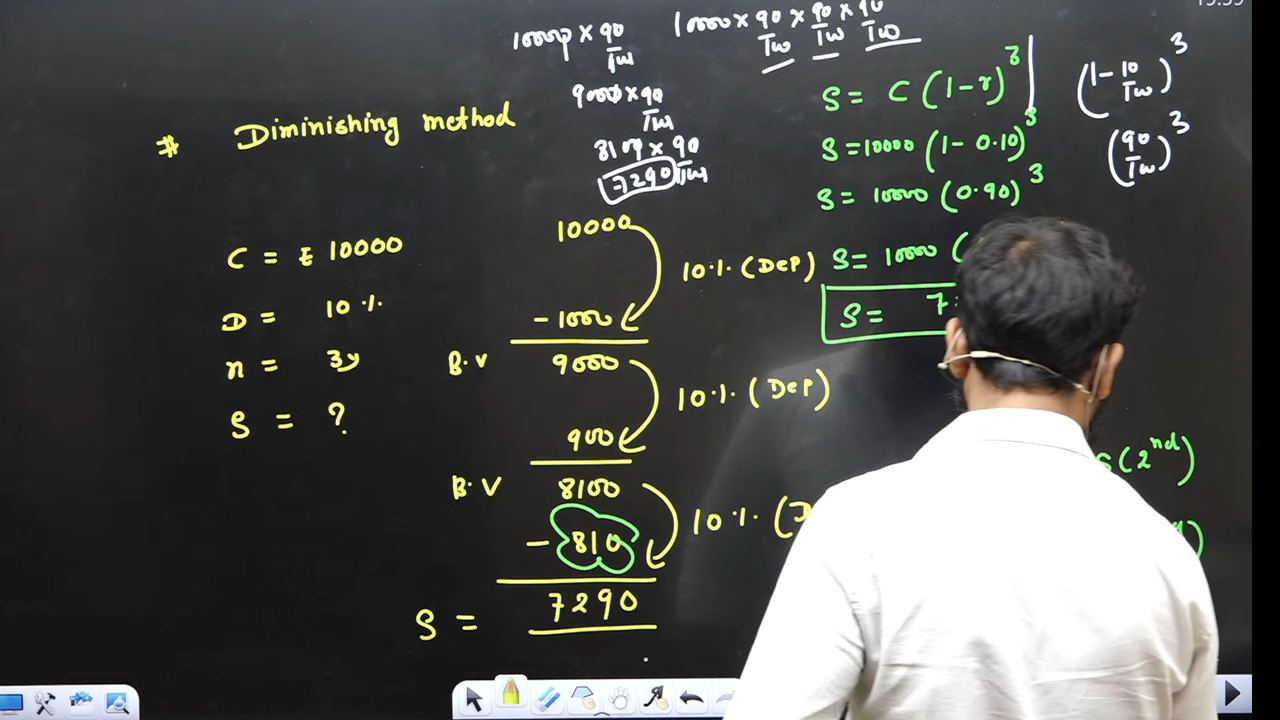 10000 × 90/100
9000 × 90/100
8100 × 90/100
7290
10000 × 90/100 × 90/100 × 90/100
# Diminishing method
C = ₹ 10000
D = 10 %
n = 3y
S = ?
10000
10% (Dep)
- 1000
B.V 9000
10% (Dep)
900
B.V 8100
10% (D
- 810
S = 7290
S = C (1 - r)³
S = 10000 (1 - 0.10)³
S = 10000 (0.90)³
S = 10000 (
S = 7
(1 - 10/100)³
(90/100)³
S (2nd)